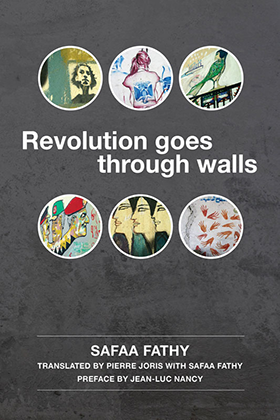 Revolution goes
through walls
SAFAA FATHY
TRANSLATED BY PIERRE JORIS WITH SAFAA FATHY
PREFACE BY JEAN-LUC NANCY